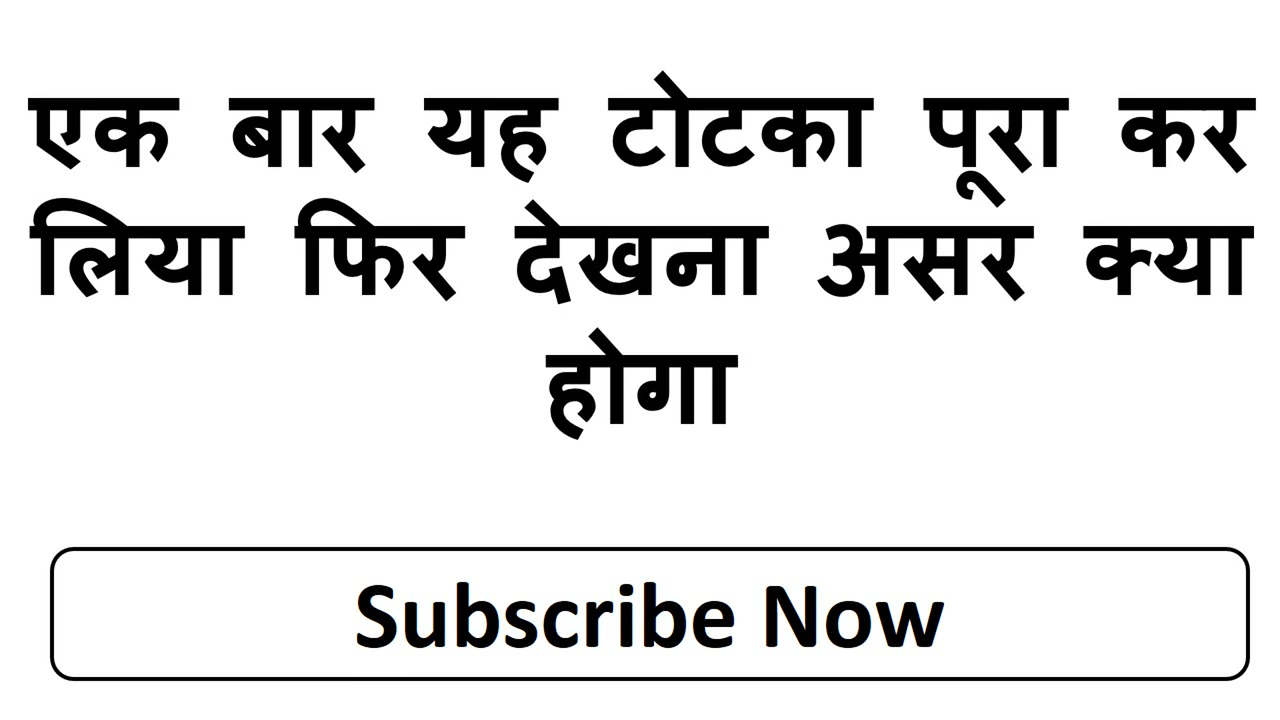 एक बार यह टोटका पूरा कर
लिया फिर देखना असर क्या
होगा
Subscribe Now